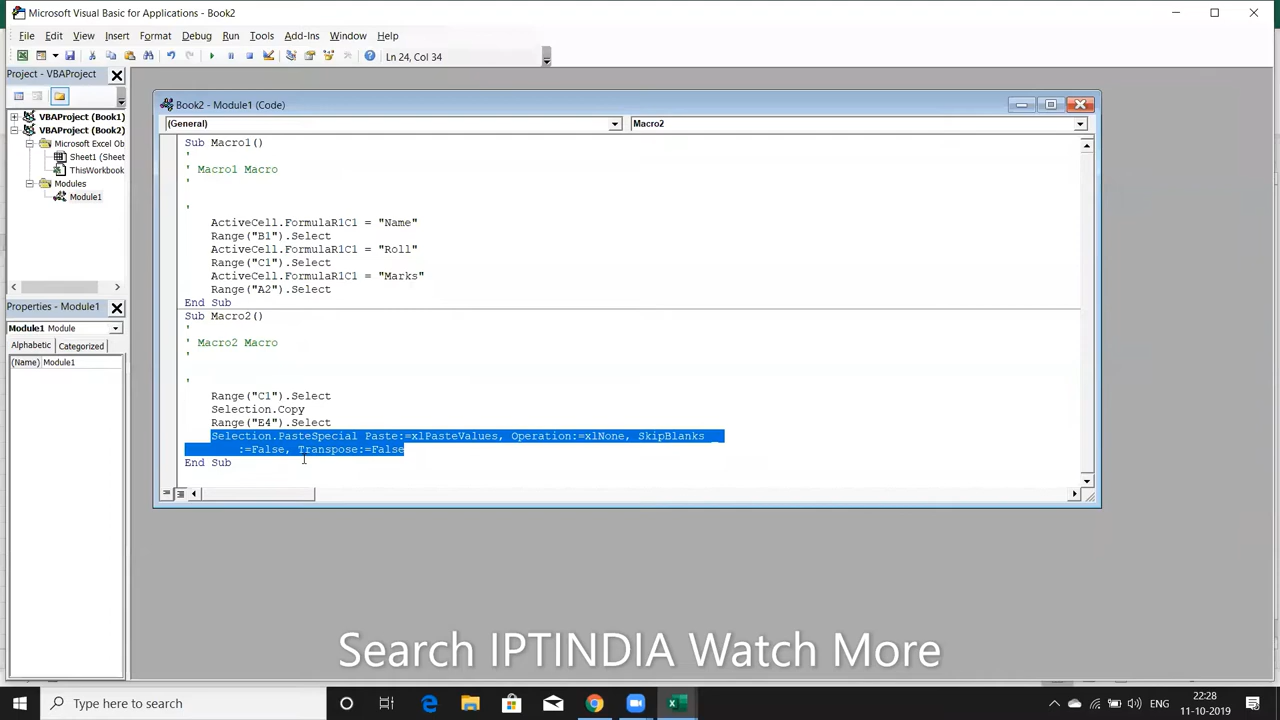 Microsoft Visual Basic for Applications - Book2
File Edit View Insert Format Debug Run Tools Add-Ins Window Help
Ln 24, Col 34
Project - VBAProject
VBAProject (Book1)
VBAProject (Book2)
Microsoft Excel Ob
Sheet1 (Sheet
ThisWorkbook
Modules
Module1
Properties - Module1
Module1 Module
Alphabetic Categorized
(Name) Module1
Book2 - Module1 (Code)
(General) Macro2
Sub Macro1()
'
' Macro1 Macro
'
'
ActiveCell.FormulaR1C1 = "Name"
Range("B1").Select
ActiveCell.FormulaR1C1 = "Roll"
Range("C1").Select
ActiveCell.FormulaR1C1 = "Marks"
Range("A2").Select
End Sub
Sub Macro2()
'
' Macro2 Macro
'
'
Range("C1").Select
Selection.Copy
Range("E4").Select
Selection.PasteSpecial Paste:=xlPasteValues, Operation:=xlNone, SkipBlanks _
:=False, Transpose:=False
End Sub
Search IPTINDIA Watch More
Type here to search
ENG
22:28
11-10-2019